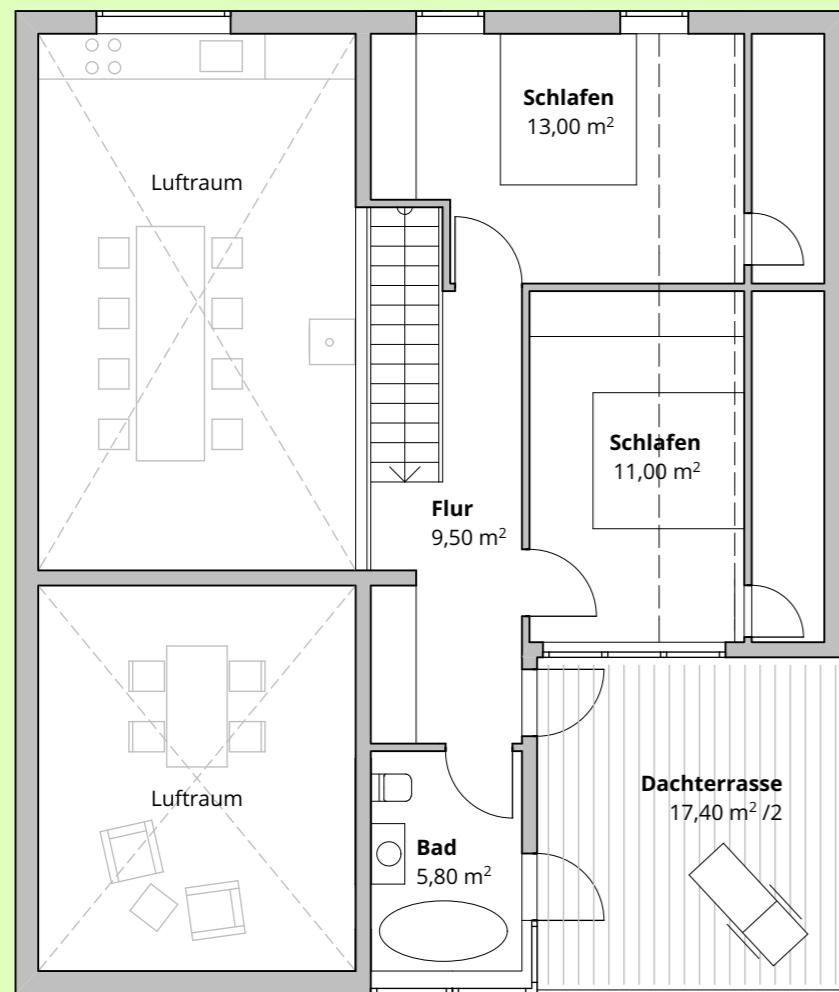 Schlafen
13,00 m²
Luftraum
Schlafen
11,00 m²
Flur
9,50 m²
Luftraum
Dachterrasse
17,40 m² /2
Bad
5,80 m²